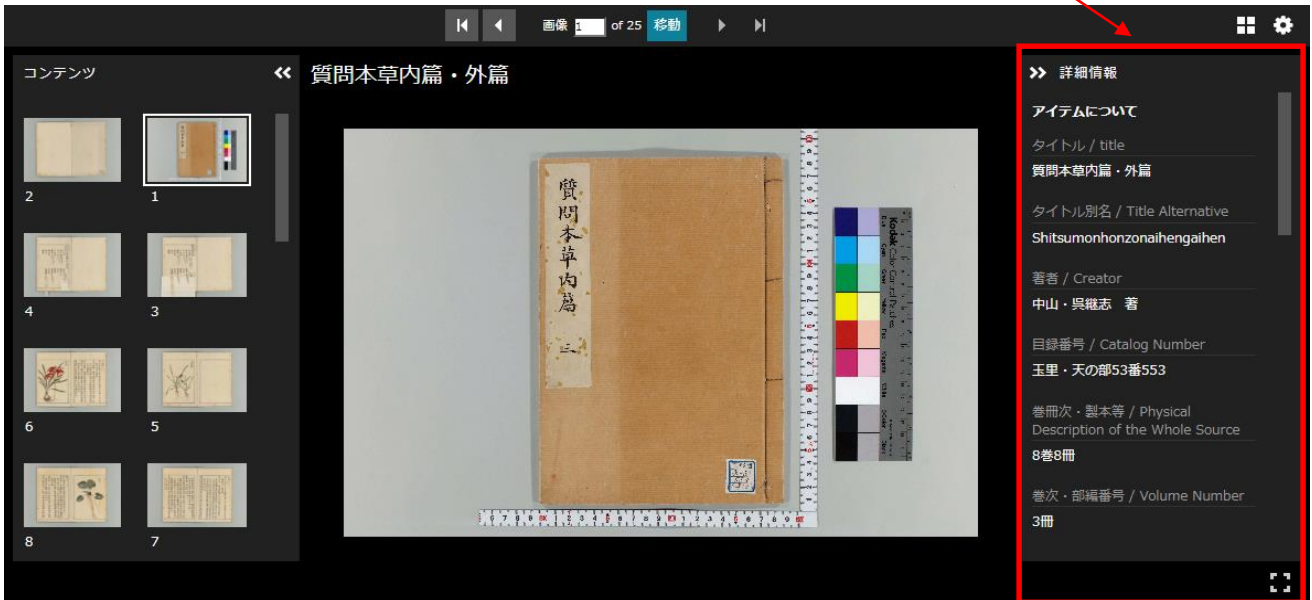 画像 1 of 25 移動
コンテンツ
2
1
4
3
6
5
8
7
質問本草内篇・外篇
質問本草内篇 三
Kodak Color Control Patches
詳細情報
アイテムについて
タイトル / title
質問本草内篇・外篇
タイトル別名 / Title Alternative
Shitsumonhonzonaihengaihen
著者 / Creator
中山・呉継志 著
目録番号 / Catalog Number
玉里・天の部53番553
巻冊次・製本等 / Physical
Description of the Whole Source
8巻8冊
巻次・部編番号 / Volume Number
3冊